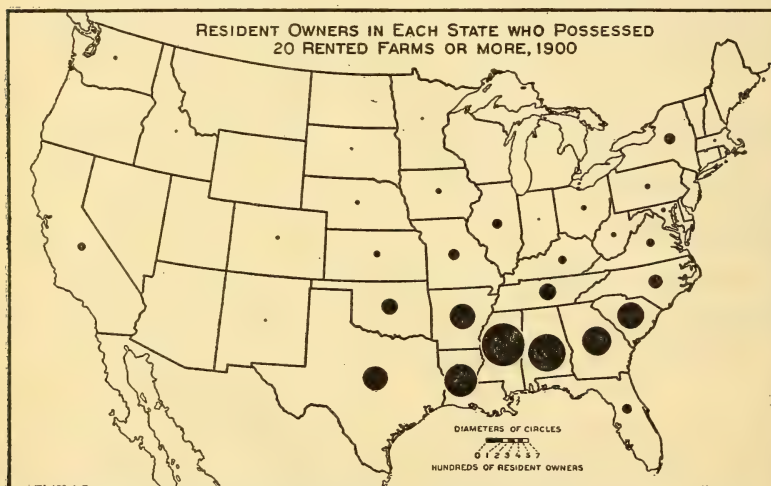 RESIDENT OWNERS IN EACH STATE WHO POSSESSED
20 RENTED FARMS OR MORE, 1900
DIAMETERS OF CIRCLES
0 1 2 3 4 5 7
HUNDREDS OF RESIDENT OWNERS